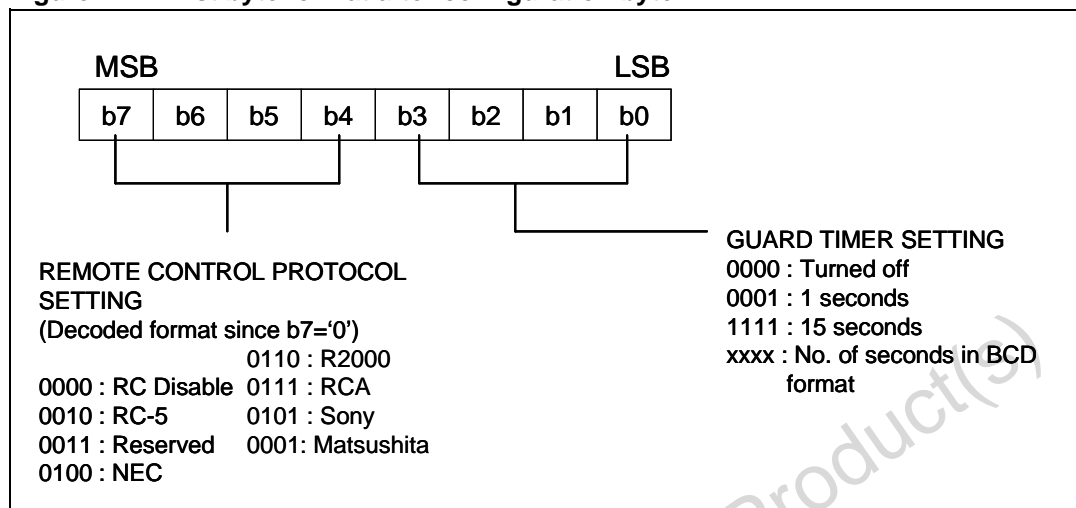 MSB LSB
b7 b6 b5 b4 b3 b2 b1 b0
REMOTE CONTROL PROTOCOL
SETTING
(Decoded format since b7=‘0’)
0110 : R2000
0000 : RC Disable 0111 : RCA
0010 : RC-5 0101 : Sony
0011 : Reserved 0001: Matsushita
0100 : NEC
GUARD TIMER SETTING
0000 : Turned off
0001 : 1 seconds
1111 : 15 seconds
xxxx : No. of seconds in BCD
format
Product(s)